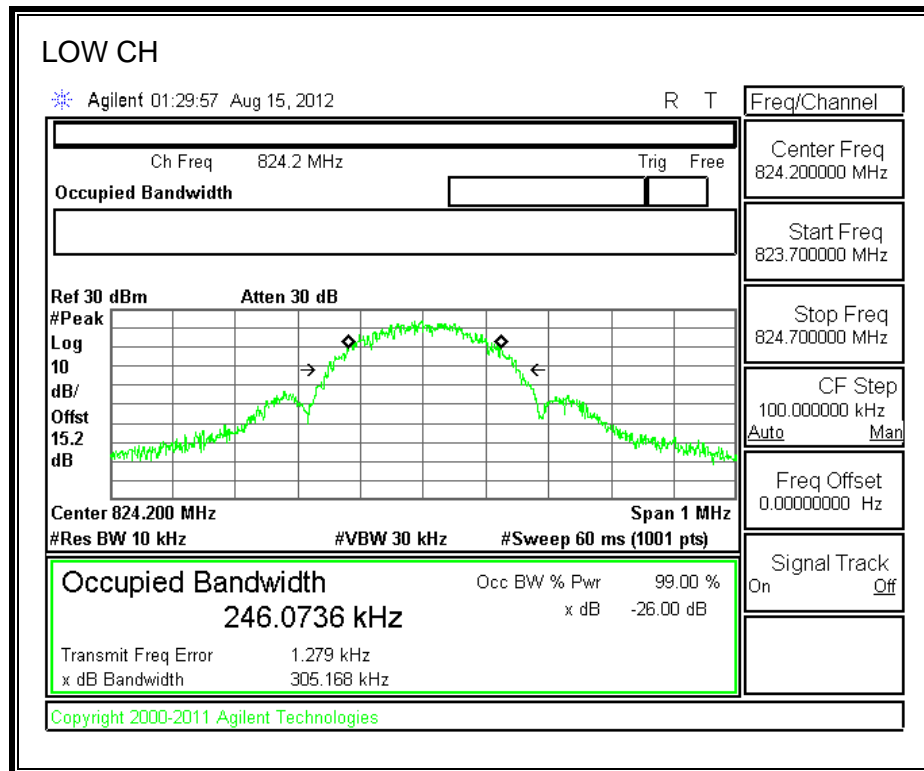 LOW CH
Agilent 01:29:57 Aug 15, 2012 R T
Ch Freq 824.2 MHz Trig Free
Occupied Bandwidth
Ref 30 dBm Atten 30 dB
#Peak
Log
10
dB/
Offst
15.2
dB
Center 824.200 MHz Span 1 MHz
#Res BW 10 kHz #VBW 30 kHz #Sweep 60 ms (1001 pts)
Occupied Bandwidth Occ BW % Pwr 99.00 %
246.0736 kHz x dB -26.00 dB
Transmit Freq Error 1.279 kHz
x dB Bandwidth 305.168 kHz
Copyright 2000-2011 Agilent Technologies
Freq/Channel
Center Freq
824.200000 MHz
Start Freq
823.700000 MHz
Stop Freq
824.700000 MHz
CF Step
100.000000 kHz
Auto Man
Freq Offset
0.00000000 Hz
Signal Track
On Off